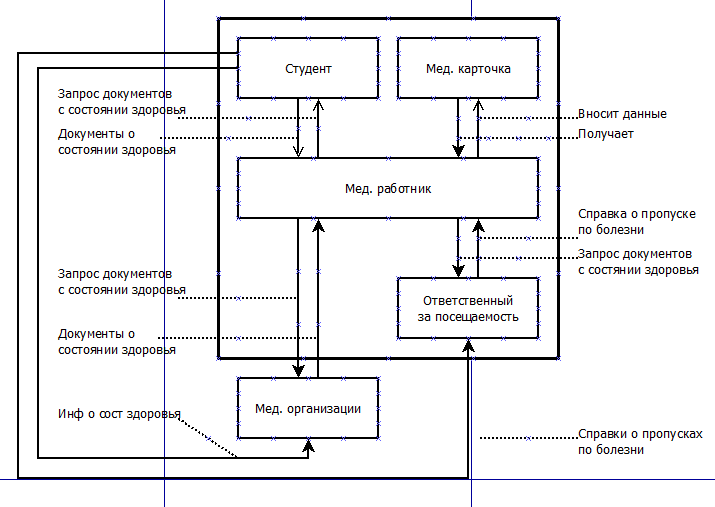 Студент
Мед. карточка
Запрос документов
с состоянии здоровья
Документы о
состоянии здоровья
Вносит данные
Получает
Мед. работник
Справка о пропуске
по болезни
Запрос документов
с состянии здоровья
Запрос документов
с состоянии здоровья
Ответственный
за посещаемость
Документы о
состоянии здоровья
Мед. организации
Инф о сост здоровья
Справки о пропусках
по болезни